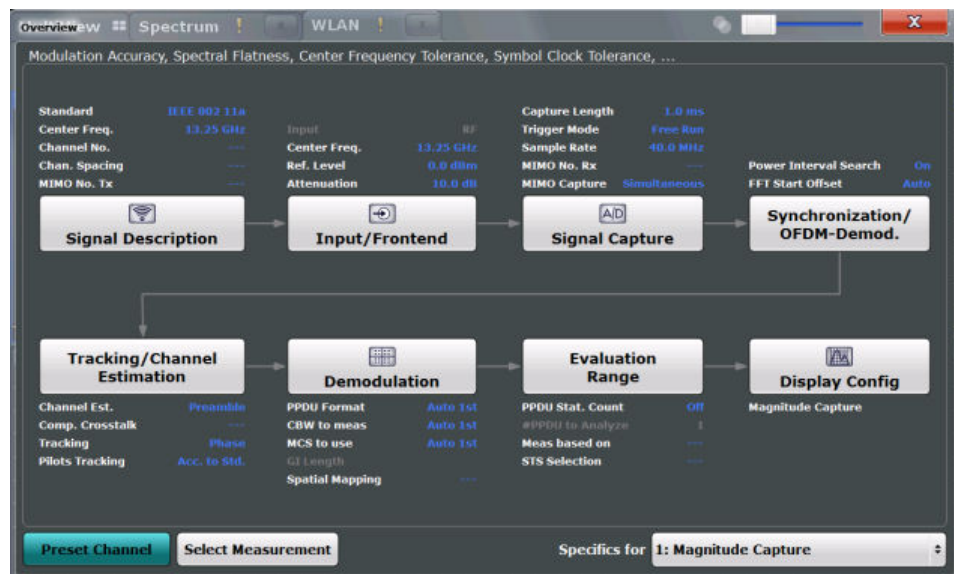 Overview Spectrum ! WLAN ! X
Modulation Accuracy, Spectral Flatness, Center Frequency Tolerance, Symbol Clock Tolerance, ...
Standard IEEE 802 11a
Center Freq. 13.25 GHz
Channel No. ---
Chan. Spacing ---
MIMO No. Tx ---
Signal Description
Input RF
Center Freq. 13.25 GHz
Ref. Level 0.0 dBm
Attenuation 10.0 dB
Input/Frontend
Capture Length 1.0 ms
Trigger Mode Free Run
Sample Rate 40.0 MHz
MIMO No. Rx ---
MIMO Capture Simultaneous
A/D
Signal Capture
Power Interval Search On
FFT Start Offset Auto
Synchronization/
OFDM-Demod.
Tracking/Channel
Estimation
Channel Est. Preamble
Comp. Crosstalk ---
Tracking Phase
Pilots Tracking Acc. to Std.
Demodulation
PPDU Format Auto 1st
CBW to meas Auto 1st
MCS to use Auto 1st
GI Length
Spatial Mapping ---
Evaluation
Range
PPDU Stat. Count Off
#PPDU to Analyze 1
Meas based on ---
STS Selection ---
Display Config
Magnitude Capture
Preset Channel Select Measurement Specifics for 1: Magnitude Capture